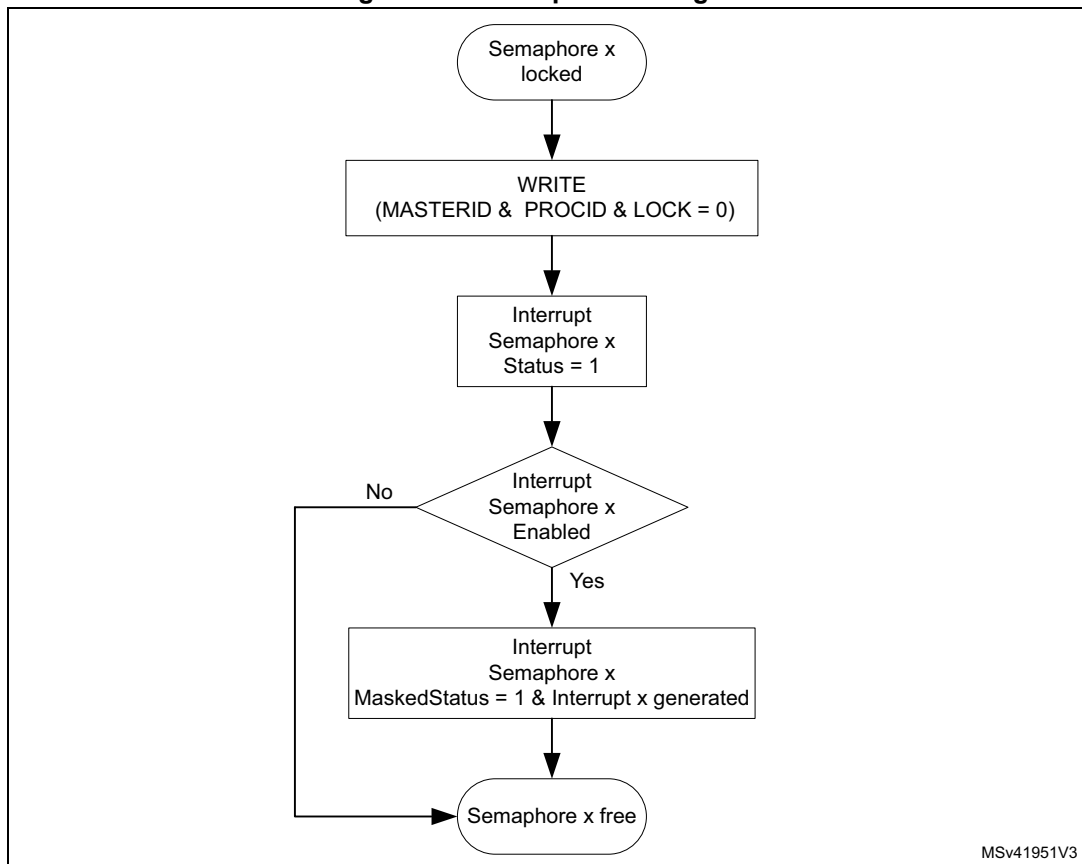 Semaphore x
locked
WRITE
(MASTERID & PROCID & LOCK = 0)
Interrupt
Semaphore x
Status = 1
Interrupt
Semaphore x
Enabled
No
Yes
Interrupt
Semaphore x
MaskedStatus = 1 & Interrupt x generated
Semaphore x free
MSv41951V3